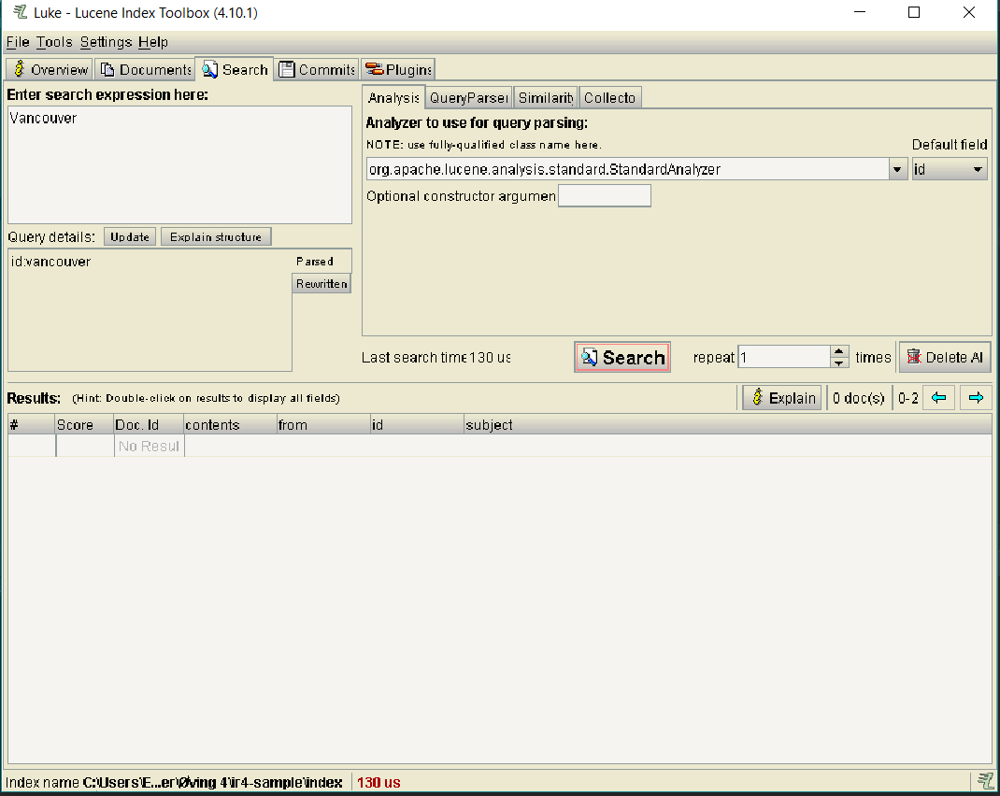 Luke - Lucene Index Toolbox (4.10.1)
File Tools Settings Help
Overview Documents Search Commits Plugins
Enter search expression here:
Vancouver
Analysis QueryParser Similarity Collecto
Analyzer to use for query parsing:
NOTE: use fully-qualified class name here.
Default field
org.apache.lucene.analysis.standard.StandardAnalyzer
id
Optional constructor argumen
Query details: Update Explain structure
id:vancouver
Parsed
Rewritten
Last search time 130 us
Search
repeat 1 times
Delete Al
Results: (Hint: Double-click on results to display all fields)
Explain 0 doc(s) 0-2
# Score Doc. Id contents from id subject
No Resul
Index name C:\Users\E...er\Øving 4\ir4-sample\index 130 us